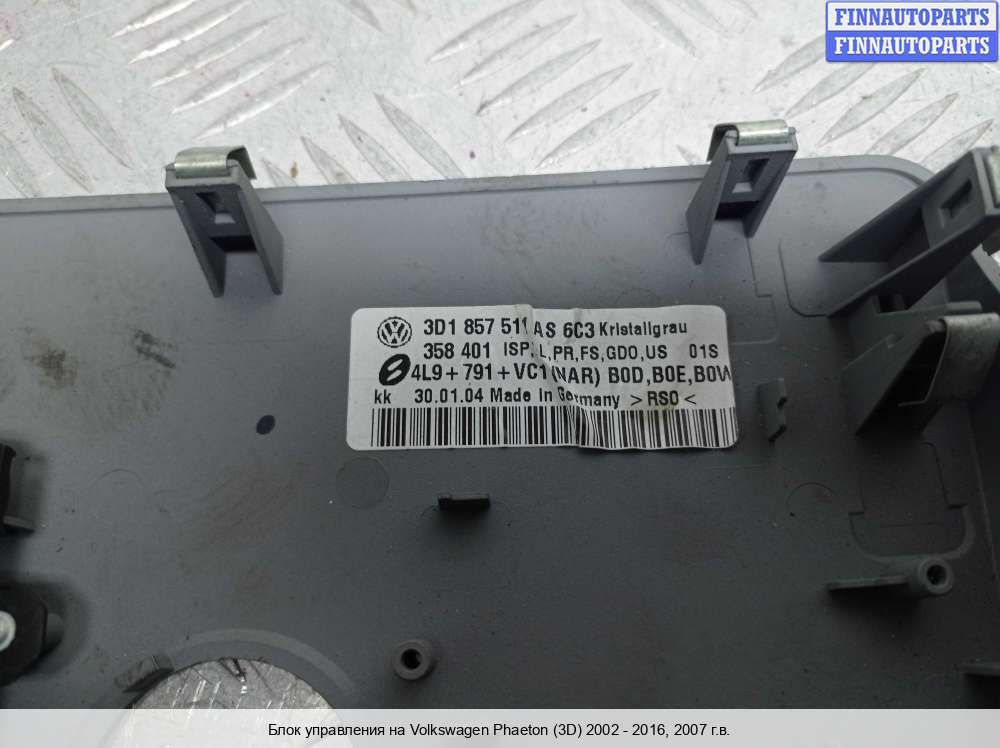 FINNAUTOPARTS
FINNAUTOPARTS
3D1 857 511 AS 6C3 Kristallgrau
358 401 ISP, L,PR,FS,GDO,US 01S
4L9+791+VC1(NAR) B0D,B0E,B0W
kk 30.01.04 Made in Germany >RSO<
Блок управления на Volkswagen Phaeton (3D) 2002 - 2016, 2007 г.в.